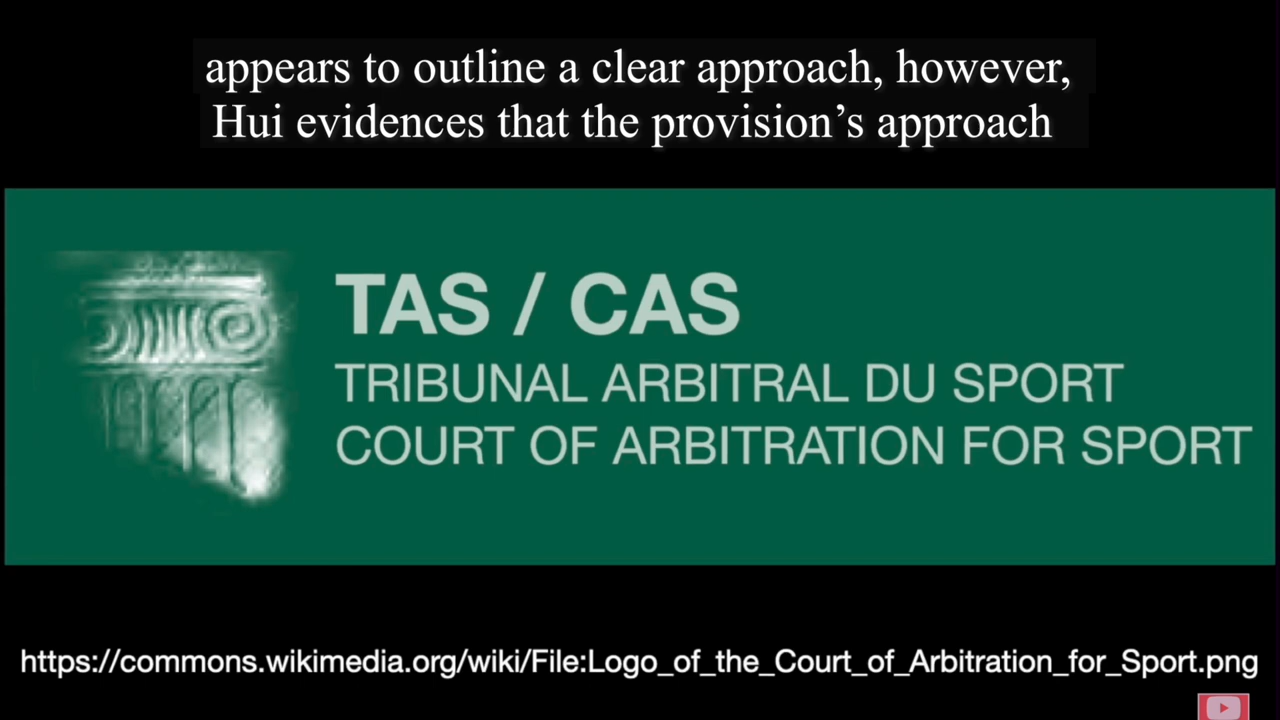 appears to outline a clear approach, however,
Hui evidences that the provision’s approach
TAS / CAS
TRIBUNAL ARBITRAL DU SPORT
COURT OF ARBITRATION FOR SPORT
https://commons.wikimedia.org/wiki/File:Logo_of_the_Court_of_Arbitration_for_Sport.png